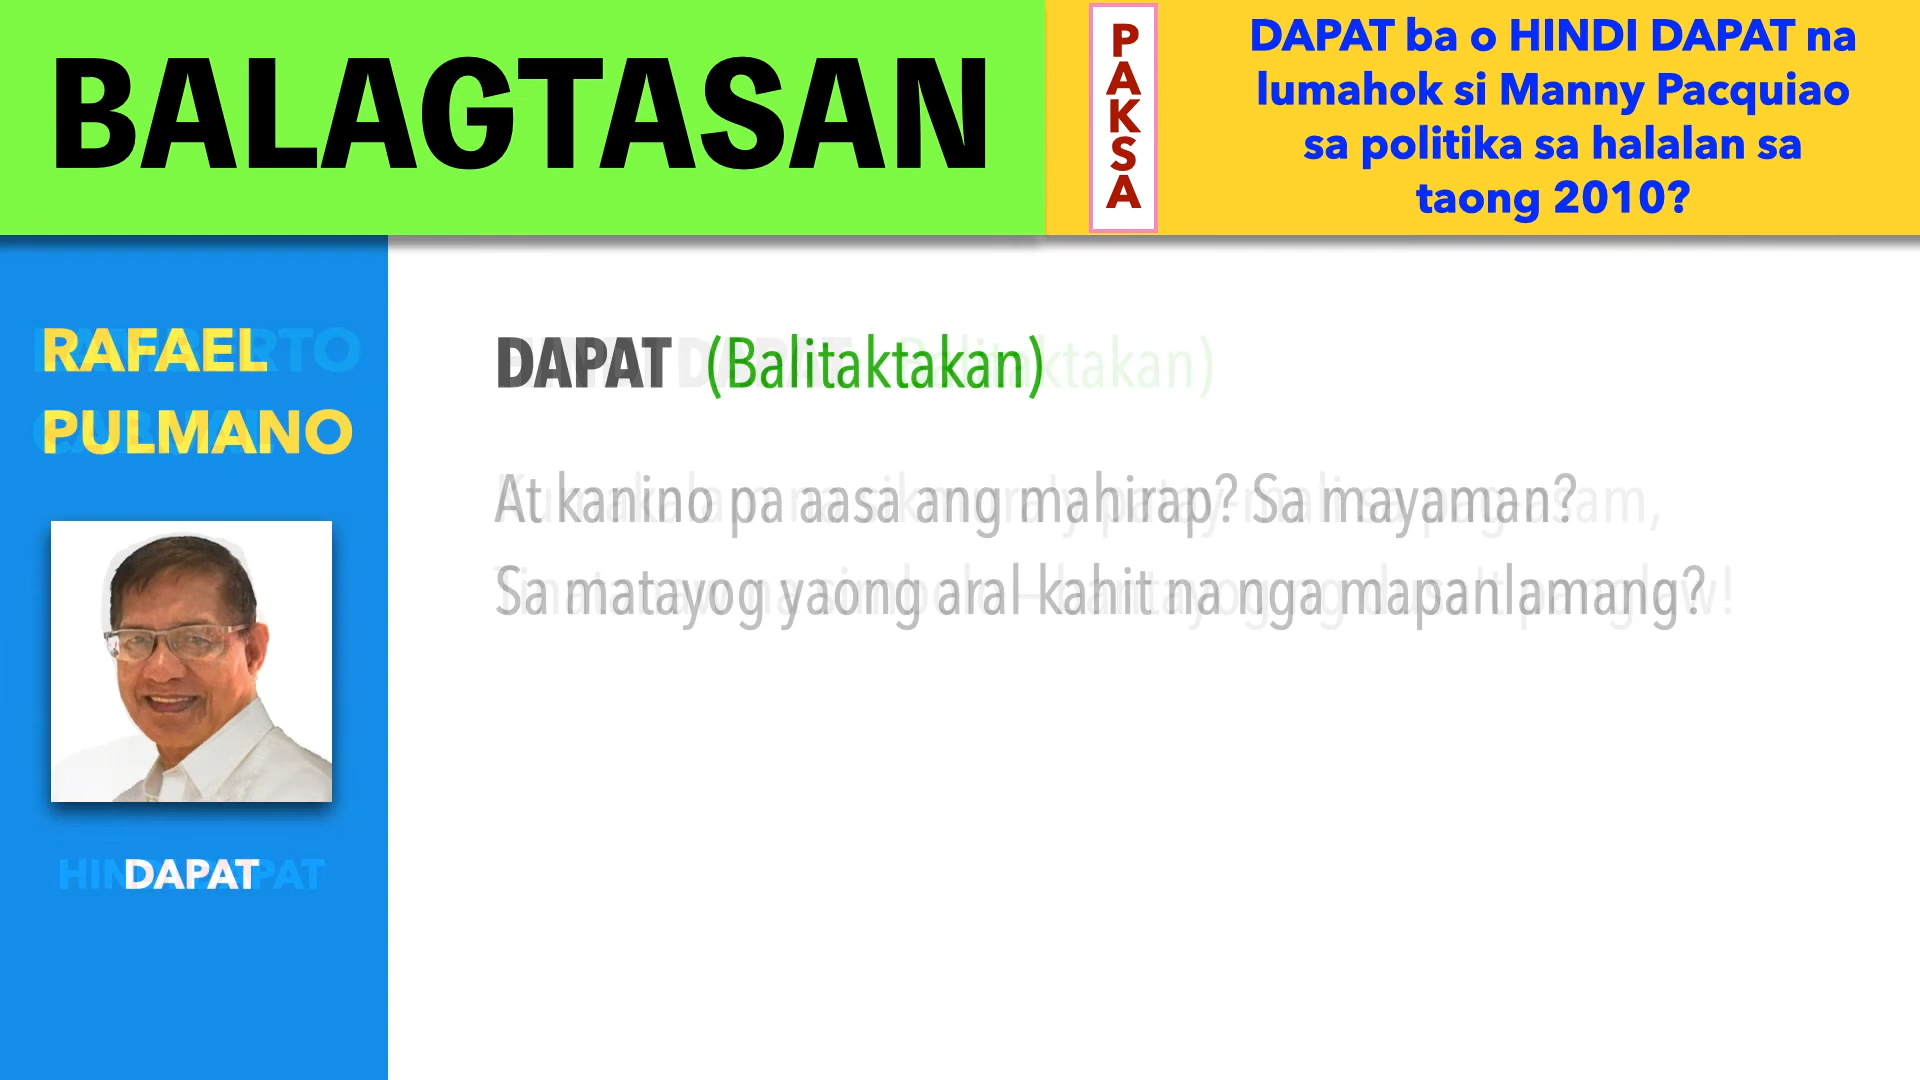 BALAGTASAN
PAKSA
DAPAT ba o HINDI DAPAT na
lumahok si Manny Pacquiao
sa politika sa halalan sa
taong 2010?
RAFAEL
PULMANO
DAPAT
DAPAT (Balitaktakan)
At kanino pa aasa ang mahirap? Sa mayaman?
Sa matayog yaong aral kahit na nga mapanlamang?